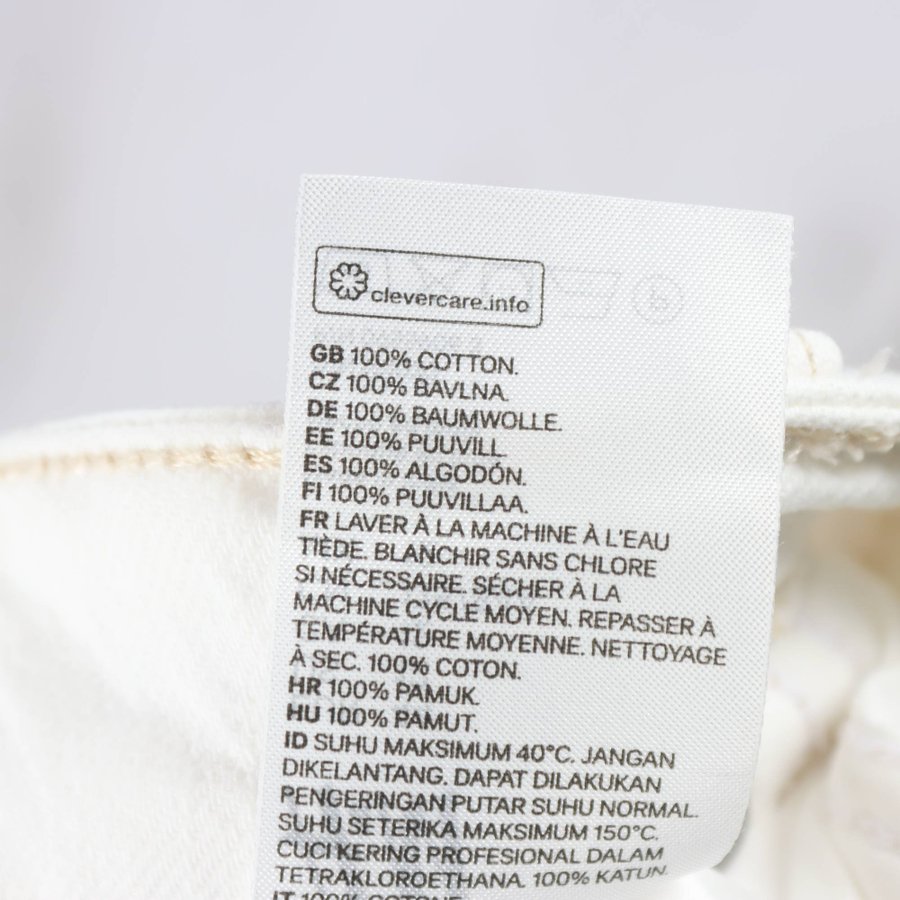 clevercare.info
GB 100% COTTON.
CZ 100% BAVLNA.
DE 100% BAUMWOLLE.
EE 100% PUUVILL.
ES 100% ALGODÓN.
FI 100% PUUVILLAA.
FR LAVER À LA MACHINE À L'EAU
TIÈDE. BLANCHIR SANS CHLORE
SI NÉCESSAIRE. SÉCHER À LA
MACHINE CYCLE MOYEN. REPASSER À
TEMPÉRATURE MOYENNE. NETTOYAGE
À SEC. 100% COTON.
HR 100% PAMUK.
HU 100% PAMUT.
ID SUHU MAKSIMUM 40°C. JANGAN
DIKELANTANG. DAPAT DILAKUKAN
PENGERINGAN PUTAR SUHU NORMAL.
SUHU SETERIKA MAKSIMUM 150°C.
CUCI KERING PROFESIONAL DALAM
TETRAKLOROETHANA. 100% KATUN.
IT 100% COTONE